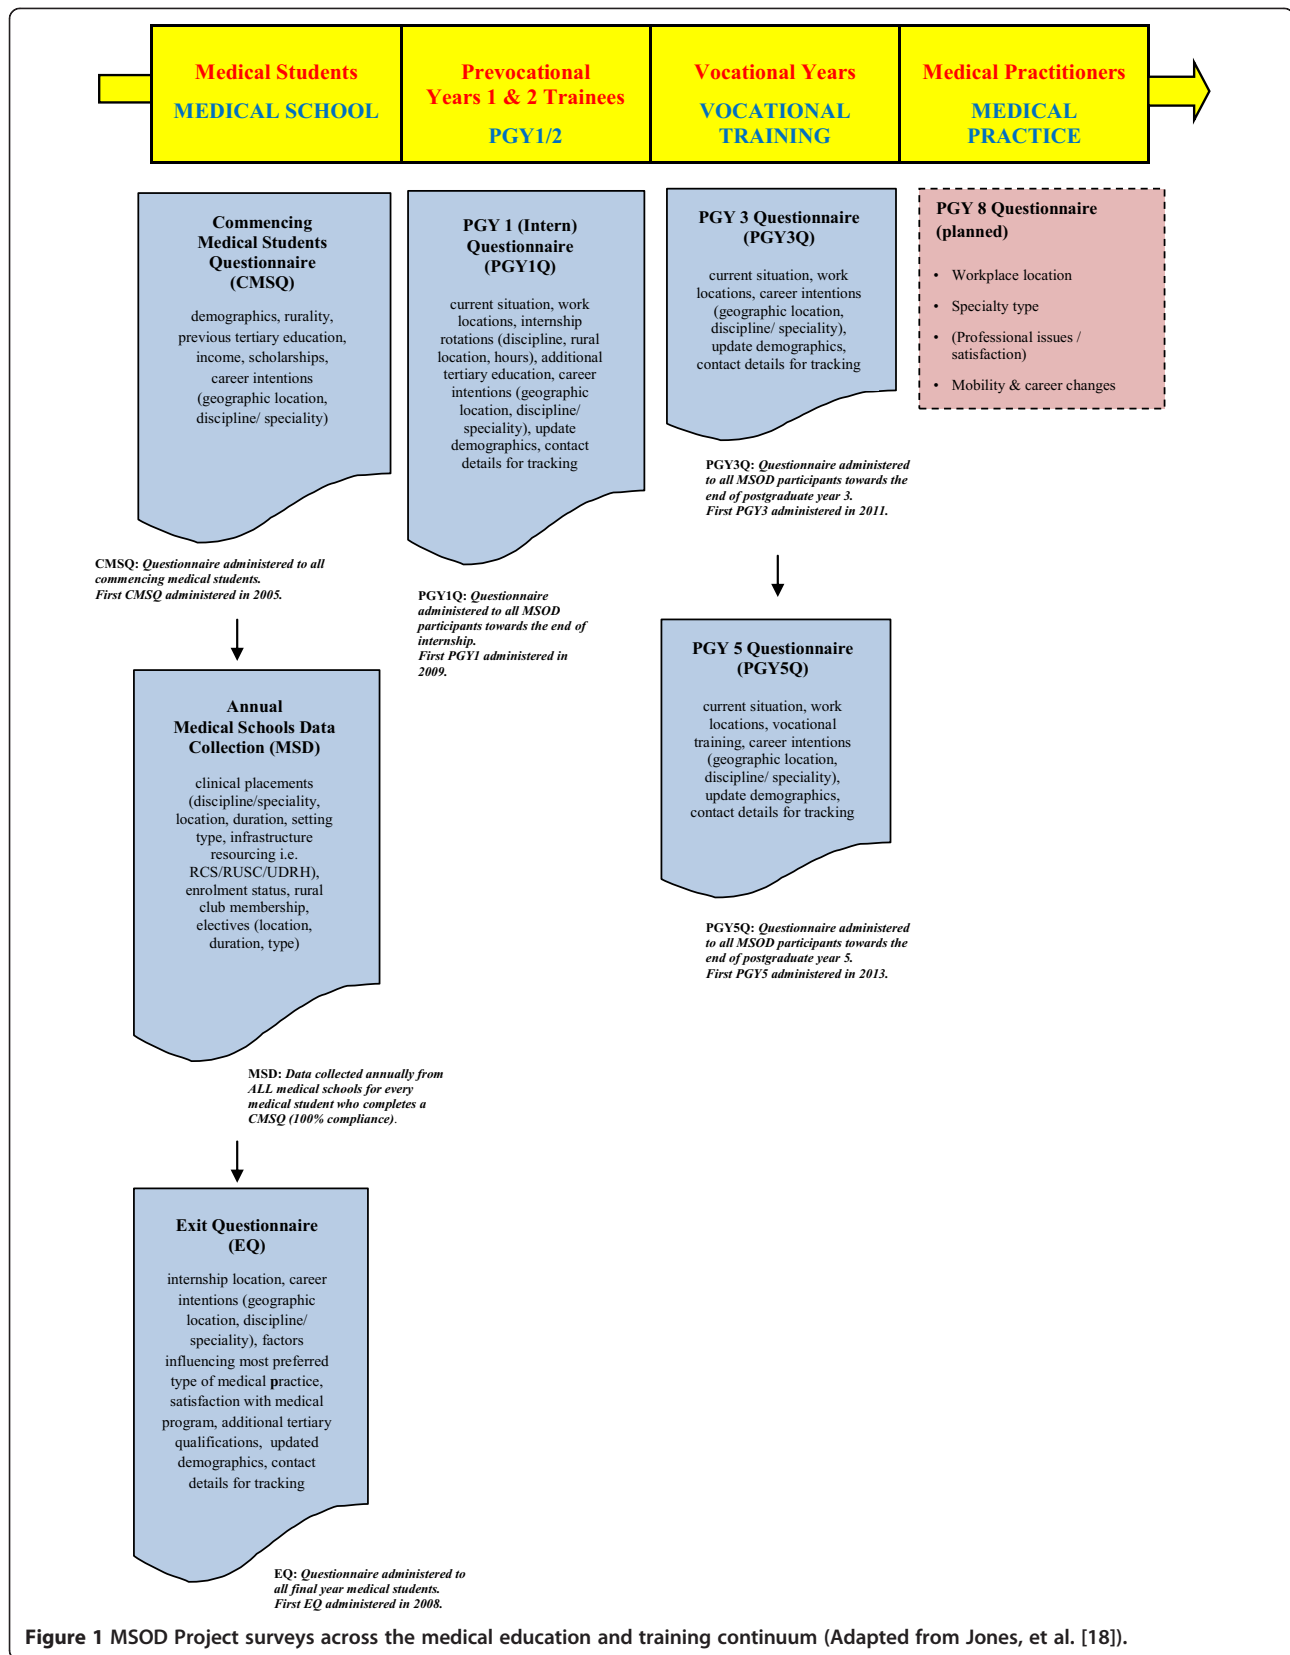 Medical Students
MEDICAL SCHOOL
Prevocational
Years 1 & 2 Trainees
PGY1/2
Vocational Years
VOCATIONAL
TRAINING
Medical Practitioners
MEDICAL
PRACTICE
Commencing
Medical Students
Questionnaire
(CMSQ)
demographics, rurality,
previous tertiary education,
income, scholarships,
career intentions
(geographic location,
discipline/ speciality)
CMSQ: Questionnaire administered to all
commencing medical students.
First CMSQ administered in 2005.
Annual
Medical Schools Data
Collection (MSD)
clinical placements
(discipline/speciality,
location, duration, setting
type, infrastructure
resourcing i.e.
RCS/RUSC/UDRH),
enrolment status, rural
club membership,
electives (location,
duration, type)
MSD: Data collected annually from
ALL medical schools for every
medical student who completes a
CMSQ (100% compliance).
Exit Questionnaire
(EQ)
internship location, career
intentions (geographic
location, discipline/
speciality), factors
influencing most preferred
type of medical practice,
satisfaction with medical
program, additional tertiary
qualifications, updated
demographics, contact
details for tracking
EQ: Questionnaire administered to
all final year medical students.
First EQ administered in 2008.
PGY 1 (Intern)
Questionnaire
(PGY1Q)
current situation, work
locations, internship
rotations (discipline, rural
location, hours), additional
tertiary education, career
intentions (geographic
location, discipline/
speciality), update
demographics, contact
details for tracking
PGY1Q: Questionnaire
administered to all MSOD
participants towards the end of
internship.
First PGY1 administered in
2009.
PGY 3 Questionnaire
(PGY3Q)
current situation, work
locations, career intentions
(geographic location,
discipline/ speciality),
update demographics,
contact details for tracking
PGY3Q: Questionnaire administered
to all MSOD participants towards the
end of postgraduate year 3.
First PGY3 administered in 2011.
PGY 5 Questionnaire
(PGY5Q)
current situation, work
locations, vocational
training, career intentions
(geographic location,
discipline/ speciality),
update demographics,
contact details for tracking
PGY5Q: Questionnaire administered
to all MSOD participants towards the
end of postgraduate year 5.
First PGY5 administered in 2013.
PGY 8 Questionnaire
(planned)
• Workplace location
• Specialty type
• (Professional issues /
satisfaction)
• Mobility & career changes
Figure 1 MSOD Project surveys across the medical education and training continuum (Adapted from Jones, et al. [18]).